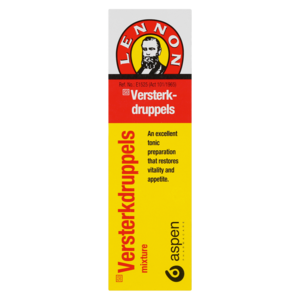 LENNON
Versterk-
druppels
An excellent
tonic
preparation
that restores
vitality and
appetite.
Versterkdruppels
mixture
aspen